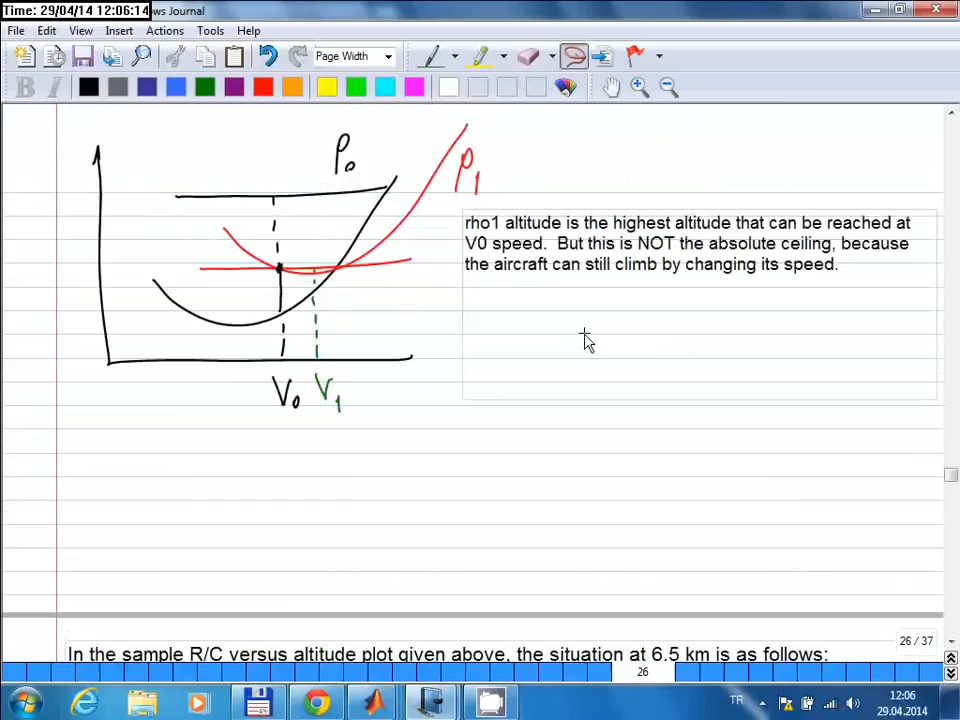 Time: 29/04/14 12:06:14 ows Journal
File Edit View Insert Actions Tools Help
Page Width
B I
ρ₀
ρ₁
rho1 altitude is the highest altitude that can be reached at
V0 speed. But this is NOT the absolute ceiling, because
the aircraft can still climb by changing its speed.
V₀ V₁
26 / 37
In the sample R/C versus altitude plot given above, the situation at 6.5 km is as follows:
26
TR
12:06
29.04.2014